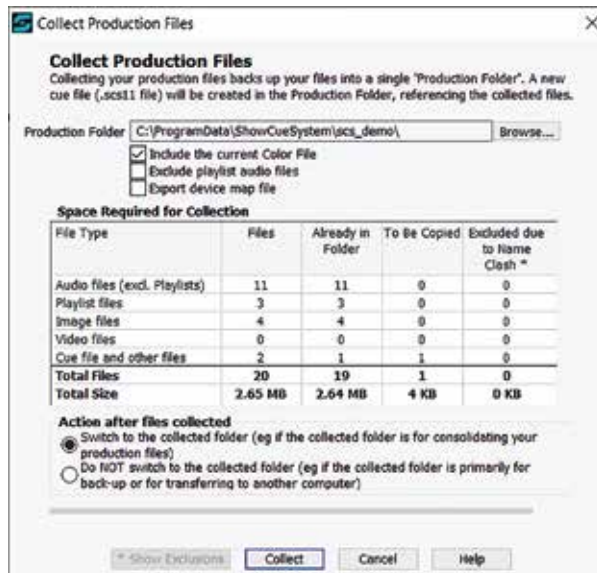 Collect Production Files
Collect Production Files
Collecting your production files backs up your files into a single 'Production Folder'. A new
cue file (.scs11 file) will be created in the Production Folder, referencing the collected files.
Production Folder C:\ProgramData\ShowCueSystem\scs_demo\ Browse...
Include the current Color File
Exclude playlist audio files
Export device map file
Space Required for Collection
File Type Files Already in To Be Copied Excluded due
Folder to Name
Clash *
Audio files (excl. Playlists) 11 11 0 0
Playlist files 3 3 0 0
Image files 4 4 0 0
Video files 0 0 0 0
Cue file and other files 2 1 1 0
Total Files 20 19 1 0
Total Size 2.65 MB 2.64 MB 4 KB 0 KB
Action after files collected
Switch to the collected folder (eg if the collected folder is for consolidating your
production files)
Do NOT switch to the collected folder (eg if the collected folder is primarily for
back-up or for transferring to another computer)
* Show Exclusions Collect Cancel Help